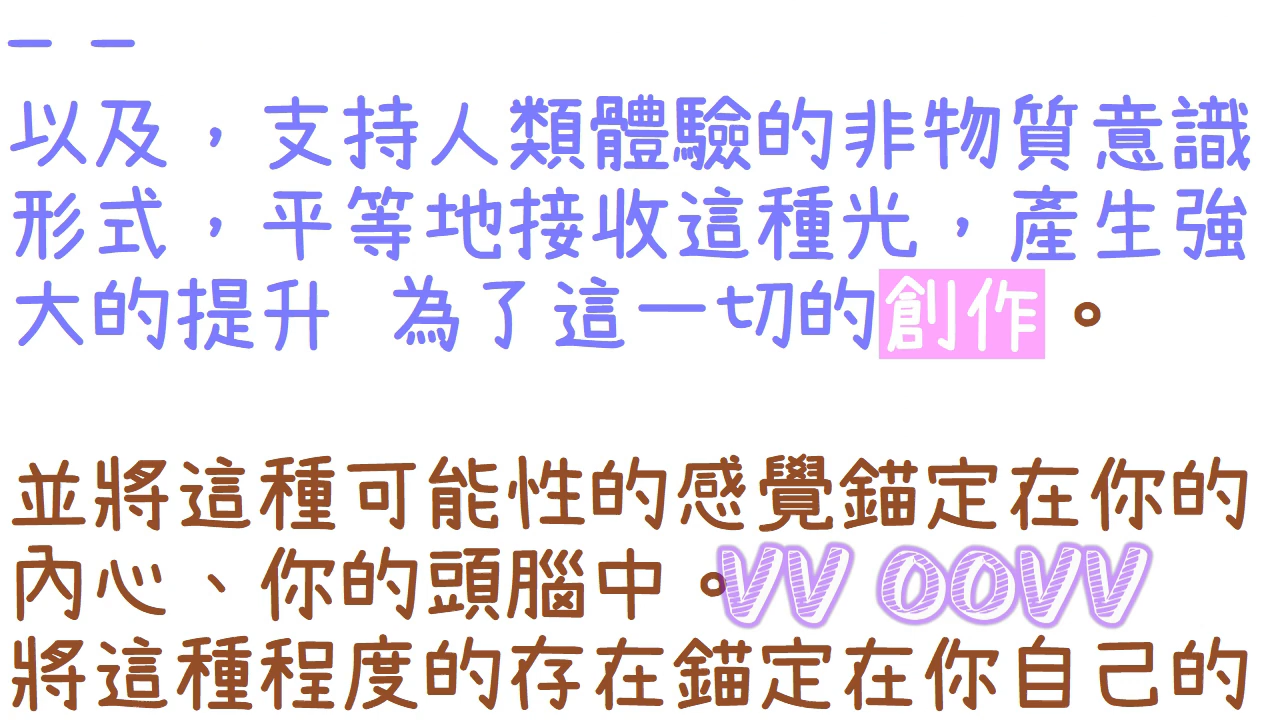 — —
以及，支持人類體驗的非物質意識
形式，平等地接收這種光，產生強
大的提升 為了這一切的創作。
並將這種可能性的感覺錨定在你的
內心、你的頭腦中。VV OOVV
將這種程度的存在錨定在你自己的